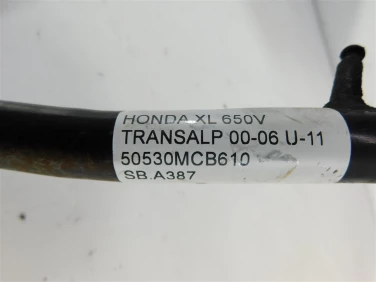 HONDA XL 650V
TRANSALP 00-06 U-11
50530MCB610
SB.A387